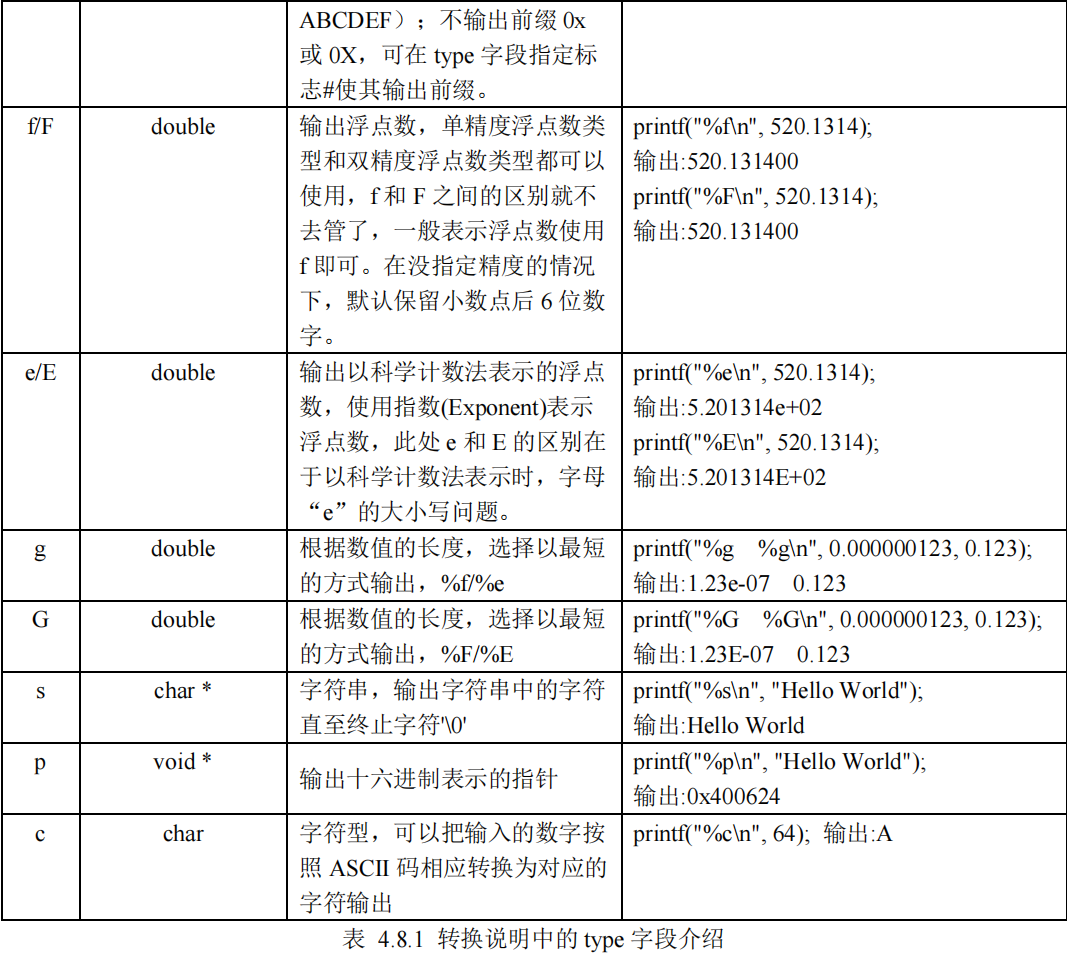 ABCDEF）；不输出前缀 0x
或 0X，可在 type 字段指定标
志#使其输出前缀。
f/F
double
输出浮点数，单精度浮点数类
型和双精度浮点数类型都可以
使用，f 和 F 之间的区别就不
去管了，一般表示浮点数使用
f 即可。在没指定精度的情况
下，默认保留小数点后 6 位数
字。
printf("%f\n", 520.1314);
输出:520.131400
printf("%F\n", 520.1314);
输出:520.131400
e/E
double
输出以科学计数法表示的浮点
数，使用指数(Exponent)表示
浮点数，此处 e 和 E 的区别在
于以科学计数法表示时，字母
“e”的大小写问题。
printf("%e\n", 520.1314);
输出:5.201314e+02
printf("%E\n", 520.1314);
输出:5.201314E+02
g
double
根据数值的长度，选择以最短
的方式输出，%f/%e
printf("%g    %g\n", 0.000000123, 0.123);
输出:1.23e-07    0.123
G
double
根据数值的长度，选择以最短
的方式输出，%F/%E
printf("%G    %G\n", 0.000000123, 0.123);
输出:1.23E-07    0.123
s
char *
字符串，输出字符串中的字符
直至终止字符'\0'
printf("%s\n", "Hello World");
输出:Hello World
p
void *
输出十六进制表示的指针
printf("%p\n", "Hello World");
输出:0x400624
c
char
字符型，可以把输入的数字按
照 ASCII 码相应转换为对应的
字符输出
printf("%c\n", 64);  输出:A
表 4.8.1 转换说明中的 type 字段介绍